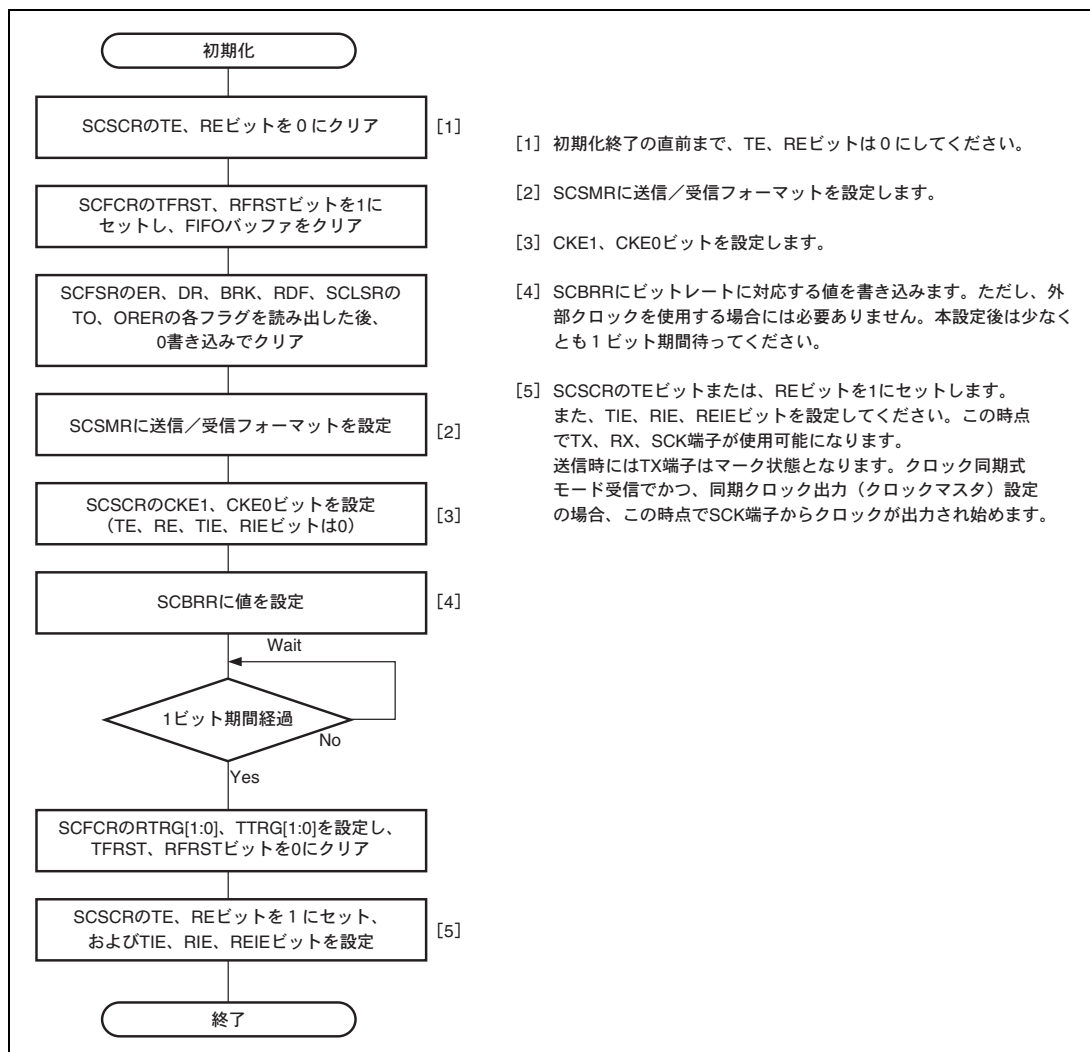 初期化
SCSCRのTE、REビットを 0 にクリア
[1]
SCFCRのTFRST、RFRSTビットを1に
セットし、FIFOバッファをクリア
SCFSRのER、DR、BRK、RDF、SCLSRの
TO、ORERの各フラグを読み出した後、
0書き込みでクリア
SCSMRに送信／受信フォーマットを設定
[2]
SCSCRのCKE1、CKE0ビットを設定
（TE、RE、TIE、RIEビットは0）
[3]
SCBRRに値を設定
[4]
Wait
1ビット期間経過
No
Yes
SCFCRのRTRG[1:0]、TTRG[1:0]を設定し、
TFRST、RFRSTビットを0にクリア
SCSCRのTE、REビットを 1 にセット、
およびTIE、RIE、REIEビットを設定
[5]
終了
[1] 初期化終了の直前まで、TE、REビットは 0 にしてください。
[2] SCSMRに送信／受信フォーマットを設定します。
[3] CKE1、CKE0ビットを設定します。
[4] SCBRRにビットレートに対応する値を書き込みます。ただし、外
部クロックを使用する場合には必要ありません。本設定後は少なく
とも 1 ビット期間待ってください。
[5] SCSCRのTEビットまたは、REビットを1にセットします。
また、TIE、RIE、REIEビットを設定してください。この時点
でTX、RX、SCK端子が使用可能になります。
送信時にはTX端子はマーク状態となります。クロック同期式
モード受信でかつ、同期クロック出力（クロックマスタ）設定
の場合、この時点でSCK端子からクロックが出力され始めます。